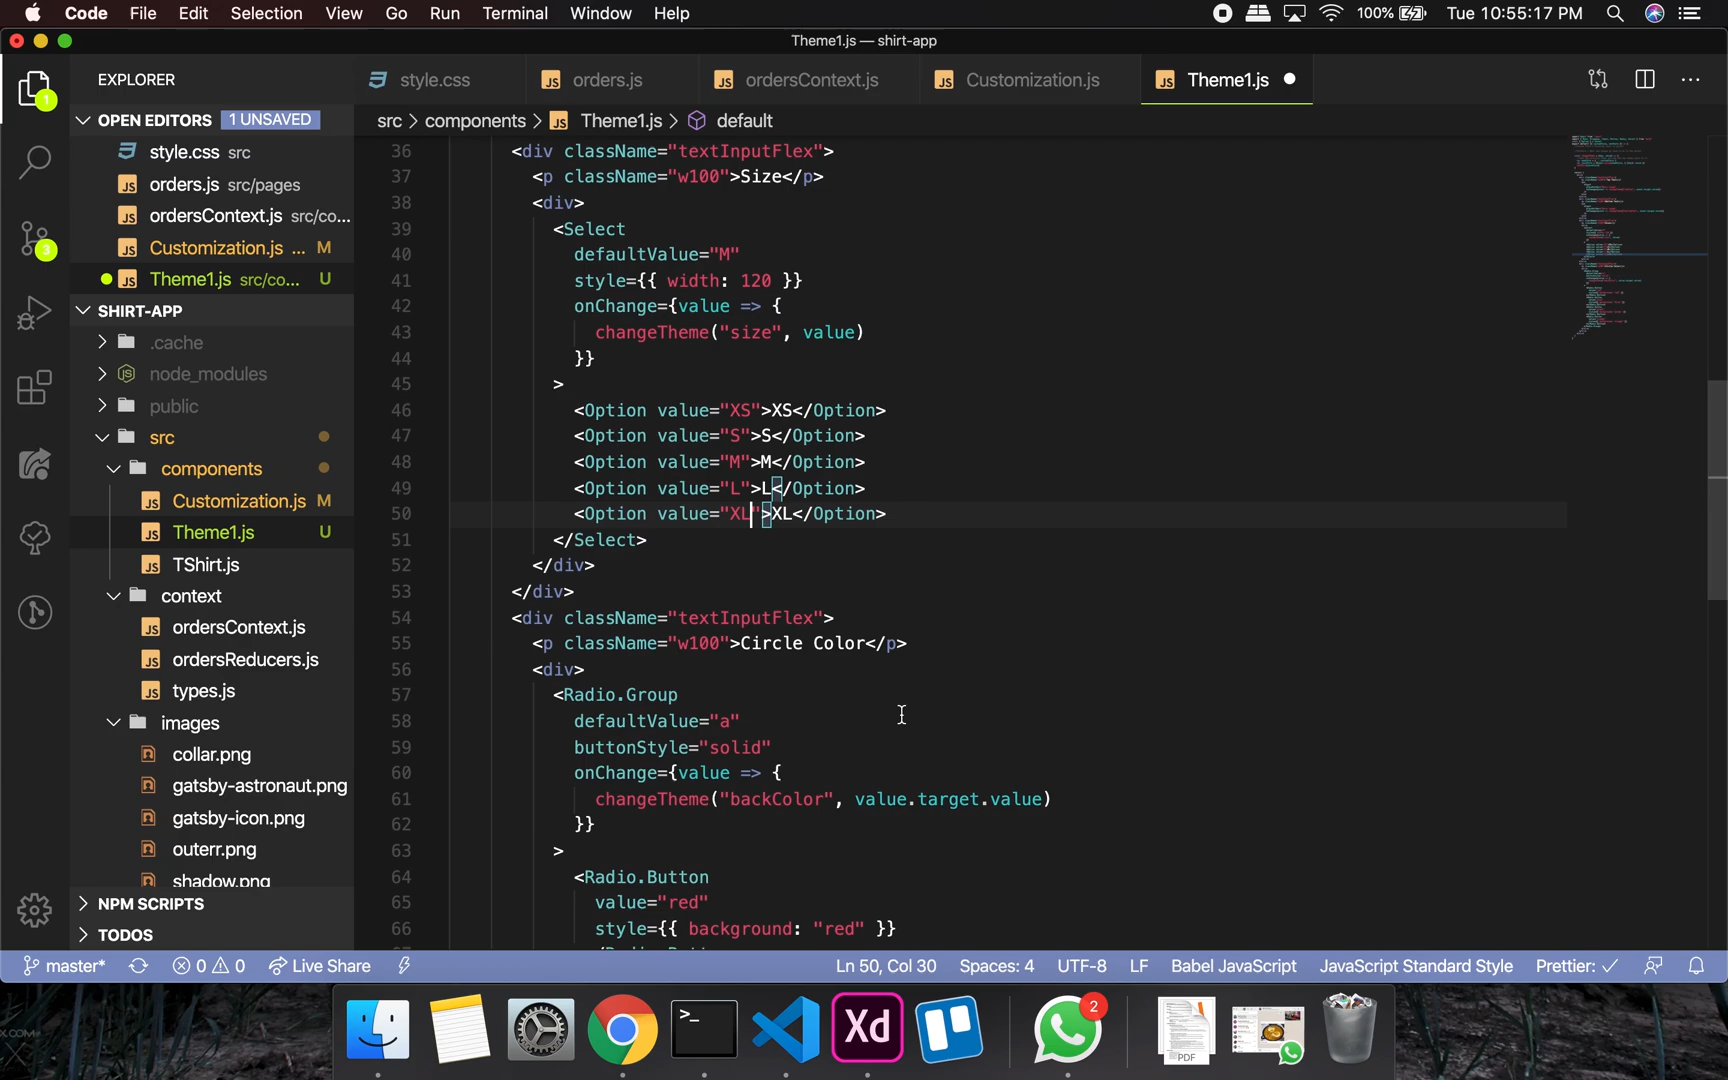 Code File Edit Selection View Go Run Terminal Window Help 100% Tue 10:55:17 PM
Theme1.js — shirt-app
EXPLORER
style.css orders.js ordersContext.js Customization.js Theme1.js
OPEN EDITORS 1 UNSAVED
src > components > Theme1.js > default
style.css src
orders.js src/pages
ordersContext.js src/co...
Customization.js ... M
Theme1.js src/co... U
SHIRT-APP
.cache
node_modules
public
src
components
Customization.js M
Theme1.js U
TShirt.js
context
ordersContext.js
ordersReducers.js
types.js
images
collar.png
gatsby-astronaut.png
gatsby-icon.png
outerr.png
shadow.png
NPM SCRIPTS
TODOS
1
3
36 <div className="textInputFlex">
37 <p className="w100">Size</p>
38 <div>
39 <Select
40 defaultValue="M"
41 style={{ width: 120 }}
42 onChange={value => {
43 changeTheme("size", value)
44 }}
45 >
46 <Option value="XS">XS</Option>
47 <Option value="S">S</Option>
48 <Option value="M">M</Option>
49 <Option value="L">L</Option>
50 <Option value="XL">XL</Option>
51 </Select>
52 </div>
53 </div>
54 <div className="textInputFlex">
55 <p className="w100">Circle Color</p>
56 <div>
57 <Radio.Group
58 defaultValue="a"
59 buttonStyle="solid"
60 onChange={value => {
61 changeTheme("backColor", value.target.value)
62 }}
63 >
64 <Radio.Button
65 value="red"
66 style={{ background: "red" }}
master* 0 0 Live Share Ln 50, Col 30 Spaces: 4 UTF-8 LF Babel JavaScript JavaScript Standard Style Prettier: ✓
>_ Xd 2 PDF